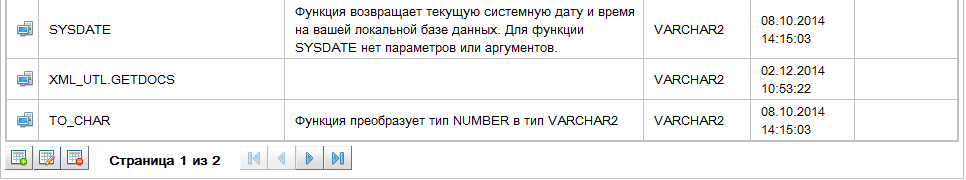 SYSDATE
Функция возвращает текущую системную дату и время
на вашей локальной базе данных. Для функции
SYSDATE нет параметров или аргументов.
VARCHAR2
08.10.2014
14:15:03
XML_UTL.GETDOCS
VARCHAR2
02.12.2014
10:53:22
TO_CHAR
Функция преобразует тип NUMBER в тип VARCHAR2
VARCHAR2
08.10.2014
14:15:03
Страница 1 из 2